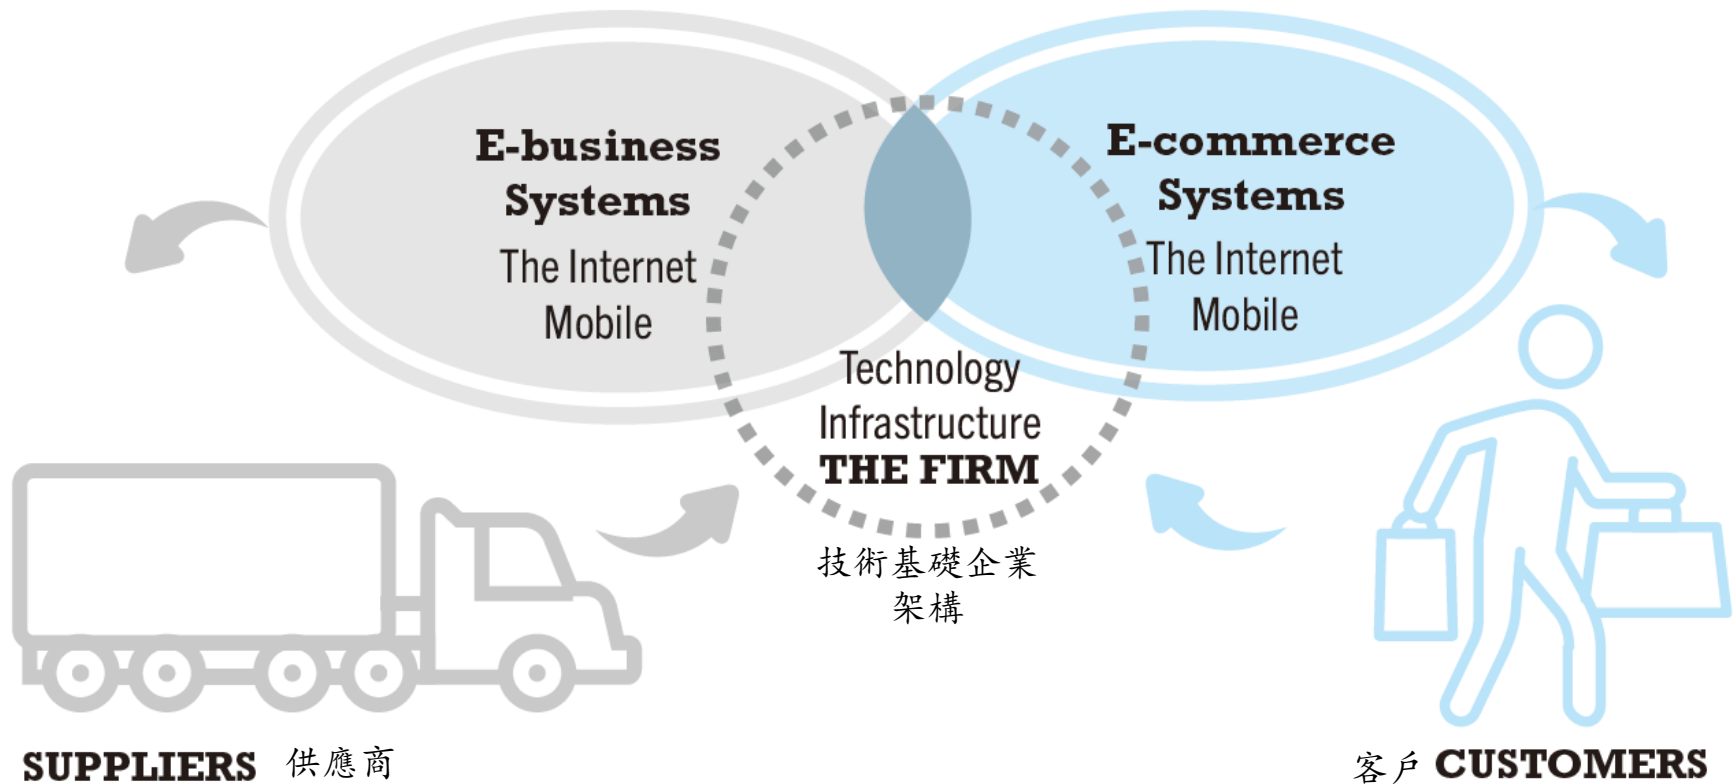 E-business
Systems
The Internet
Mobile
E-commerce
Systems
The Internet
Mobile
Technology
Infrastructure
THE FIRM
技術基礎企業
架構
SUPPLIERS 供應商
客戶 CUSTOMERS